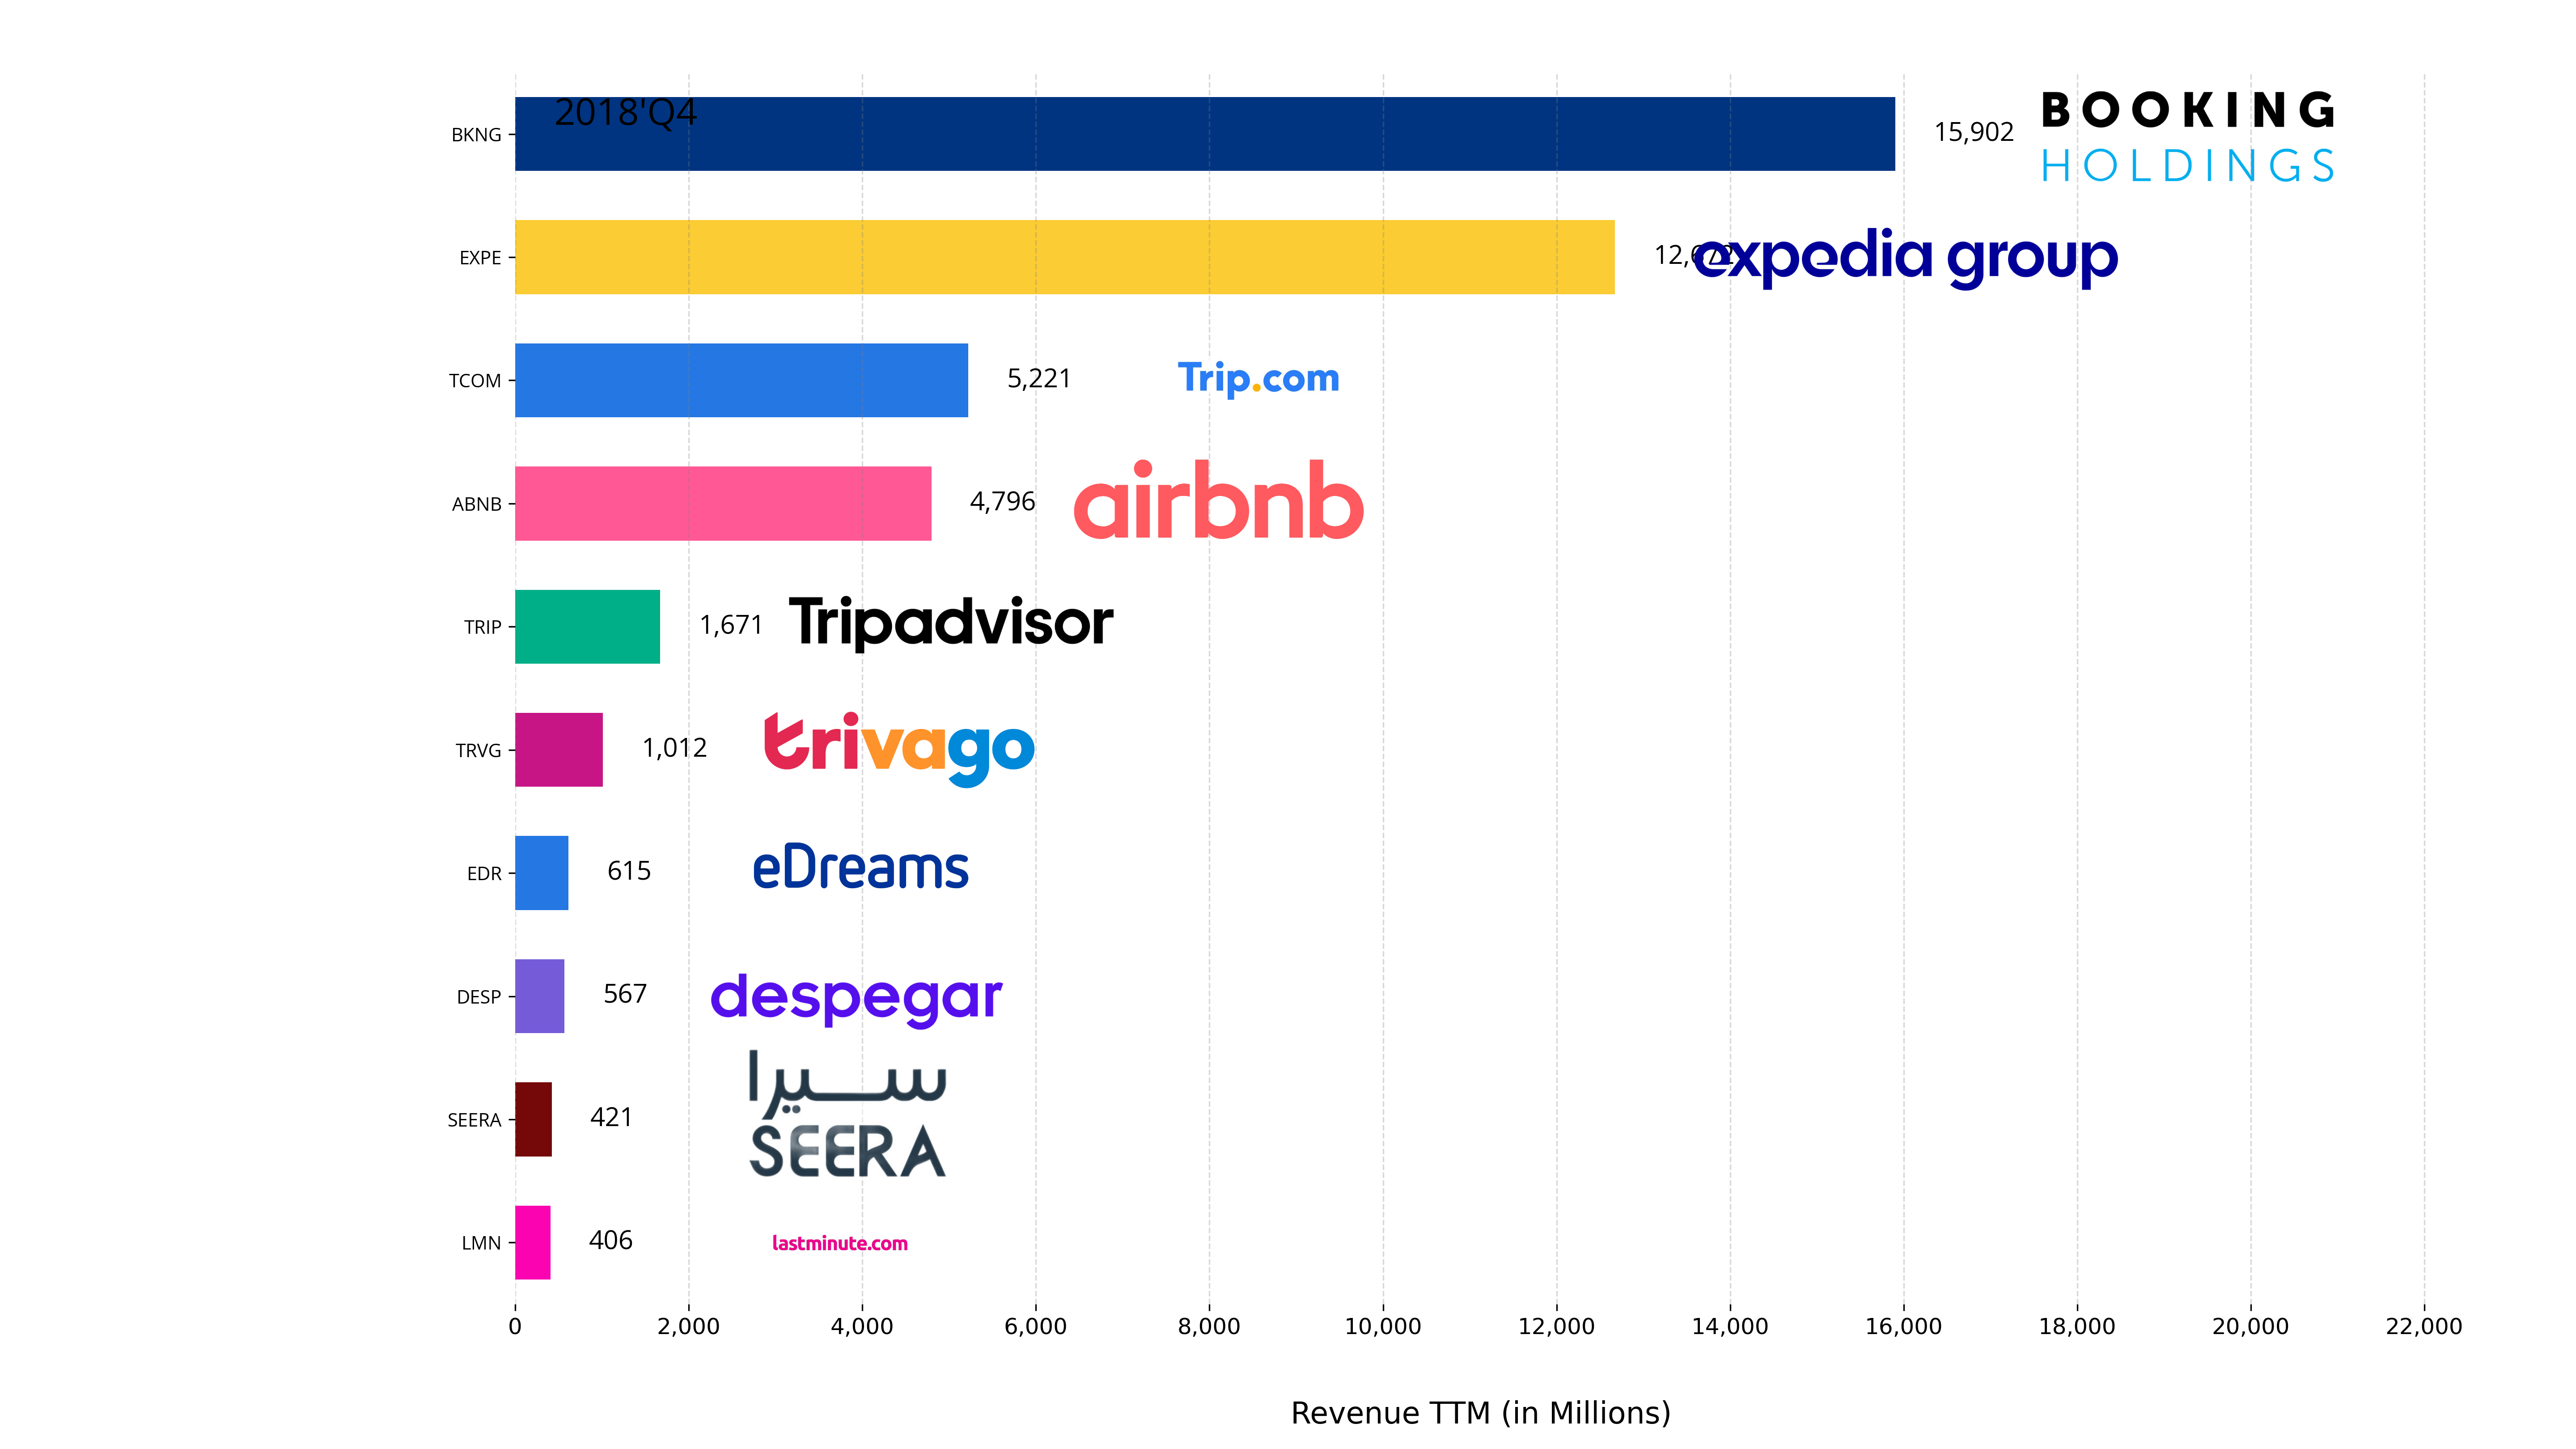 2018'Q4
BKNG
15,902
BOOKING
HOLDINGS
EXPE
12,672
expedia group
TCOM
5,221
Trip.com
ABNB
4,796
airbnb
TRIP
1,671
Tripadvisor
TRVG
1,012
trivago
EDR
615
eDreams
DESP
567
despegar
SEERA
421
سيرا
SEERA
LMN
406
lastminute.com
0 2,000 4,000 6,000 8,000 10,000 12,000 14,000 16,000 18,000 20,000 22,000
Revenue TTM (in Millions)